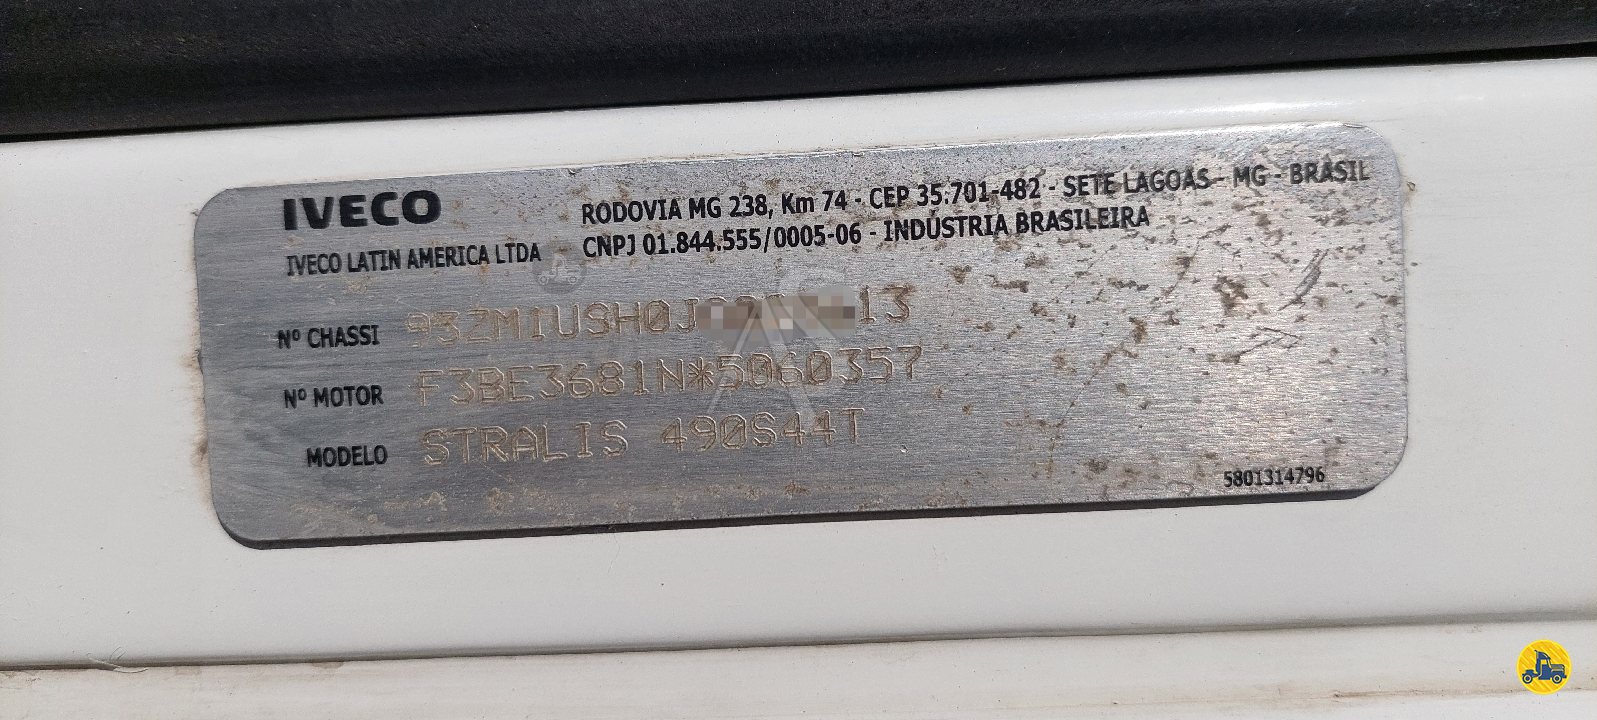 IVECO
IVECO LATIN AMERICA LTDA
RODOVIA MG 238, Km 74 - CEP 35.701-482 - SETE LAGOAS - MG - BRASIL
CNPJ 01.844.555/0005-06 - INDÚSTRIA BRASILEIRA
Nº CHASSI
Nº MOTOR F3BE3681N*5060357
MODELO STRALIS 490S44T
5801314796